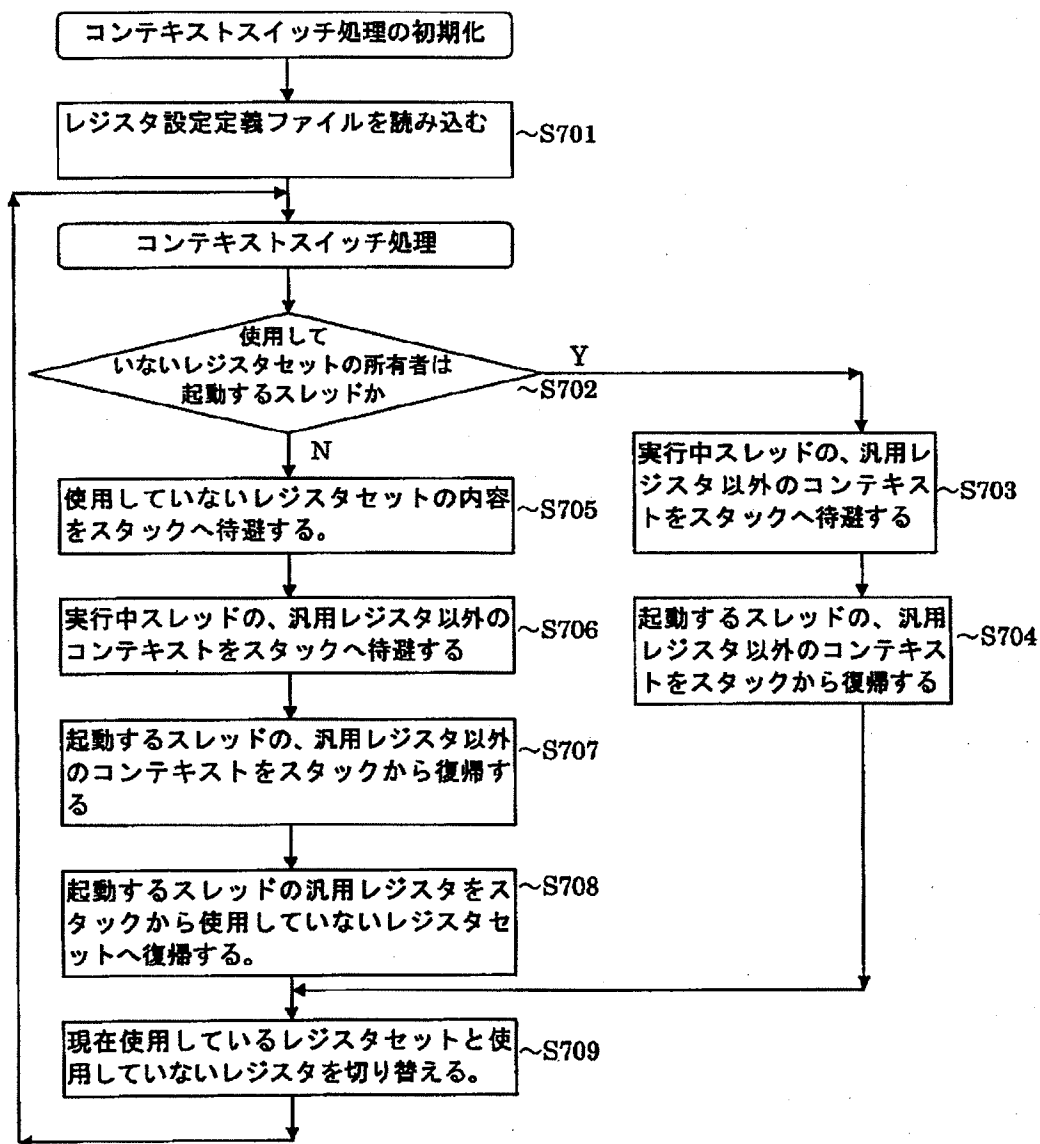 コンテキストスイッチ処理の初期化
レジスタ設定定義ファイルを読み込む
~S701
コンテキストスイッチ処理
使用して
いないレジスタセットの所有者は
起動するスレッドか
~S702
Y
N
実行中スレッドの、汎用レ
ジスタ以外のコンテキス
トをスタックへ待避する
~S703
起動するスレッドの、汎用
レジスタ以外のコンテキス
トをスタックから復帰する
~S704
使用していないレジスタセットの内容
をスタックへ待避する。
~S705
実行中スレッドの、汎用レジスタ以外の
コンテキストをスタックへ待避する
~S706
起動するスレッドの、汎用レジスタ以外
のコンテキストをスタックから復帰す
る
~S707
起動するスレッドの汎用レジスタをス
タックから使用していないレジスタセ
ットへ復帰する。
~S708
現在使用しているレジスタセットと使
用していないレジスタを切り替える。
~S709